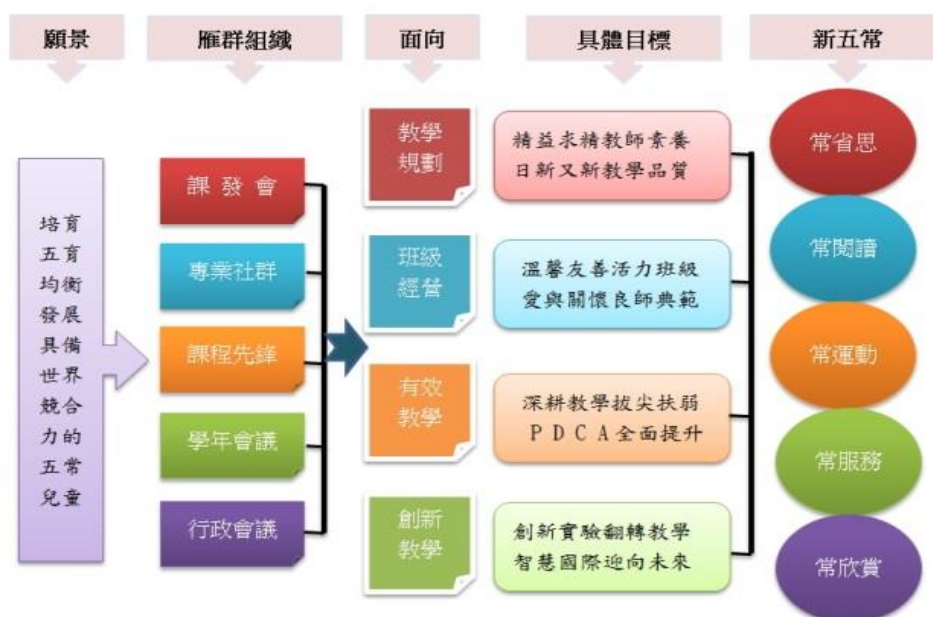 願景
雁群組織
面向
具體目標
新五常
培育
五育
均衡
發展
具備
世界
競合
力的
五常
兒童
課發會
專業社群
課程先鋒
學年會議
行政會議
教學
規劃
班級
經營
有效
教學
創新
教學
精益求精教師素養
日新又新教學品質
溫馨友善活力班級
愛與關懷良師典範
深耕教學拔尖扶弱
PDCA全面提升
創新實驗翻轉教學
智慧國際迎向未來
常省思
常閱讀
常運動
常服務
常欣賞